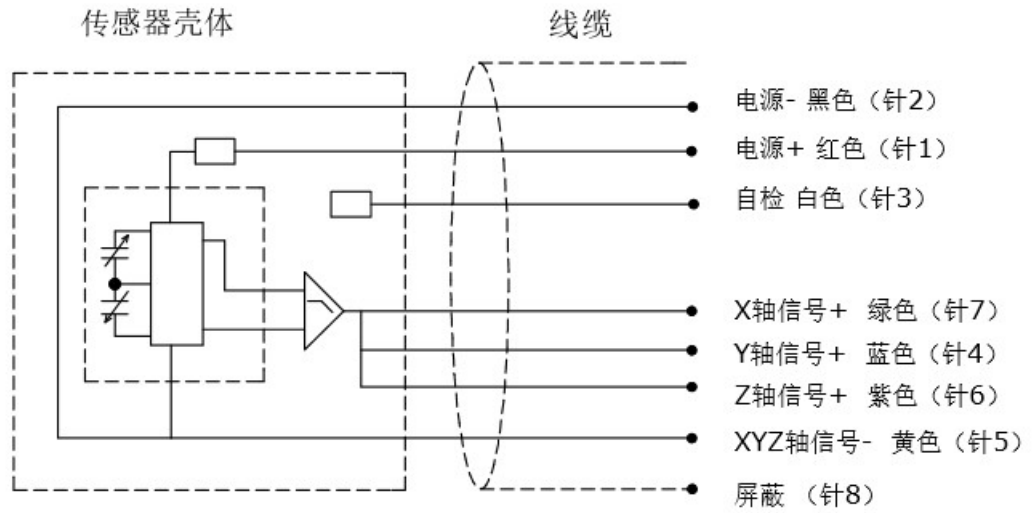 传感器壳体
线缆
电源- 黑色（针2）
电源+ 红色（针1）
自检 白色（针3）
X轴信号+ 绿色（针7）
Y轴信号+ 蓝色（针4）
Z轴信号+ 紫色（针6）
XYZ轴信号- 黄色（针5）
屏蔽 （针8）